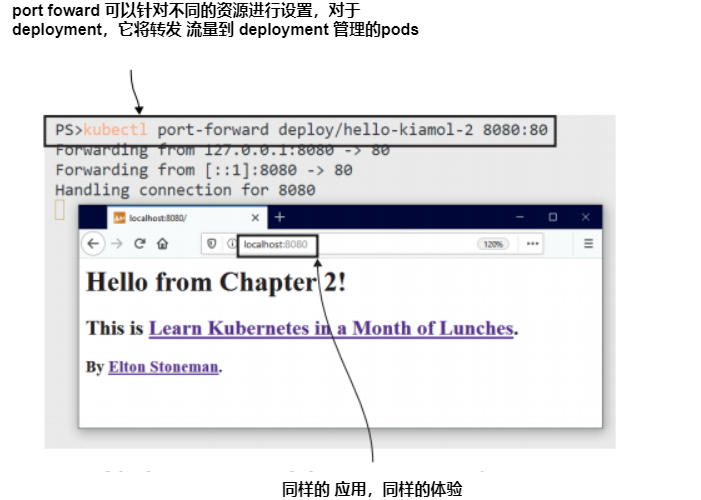 port foward 可以针对不同的资源进行设置，对于
deployment，它将转发 流量到 deployment 管理的pods
PS>kubectl port-forward deploy/hello-kiamol-2 8080:80
Forwarding from 127.0.0.1:8080 -> 80
Forwarding from [::1]:8080 -> 80
Handling connection for 8080
localhost:8080/
localhost:8080
120%
Hello from Chapter 2!
This is Learn Kubernetes in a Month of Lunches.
By Elton Stoneman.
同样的 应用，同样的体验